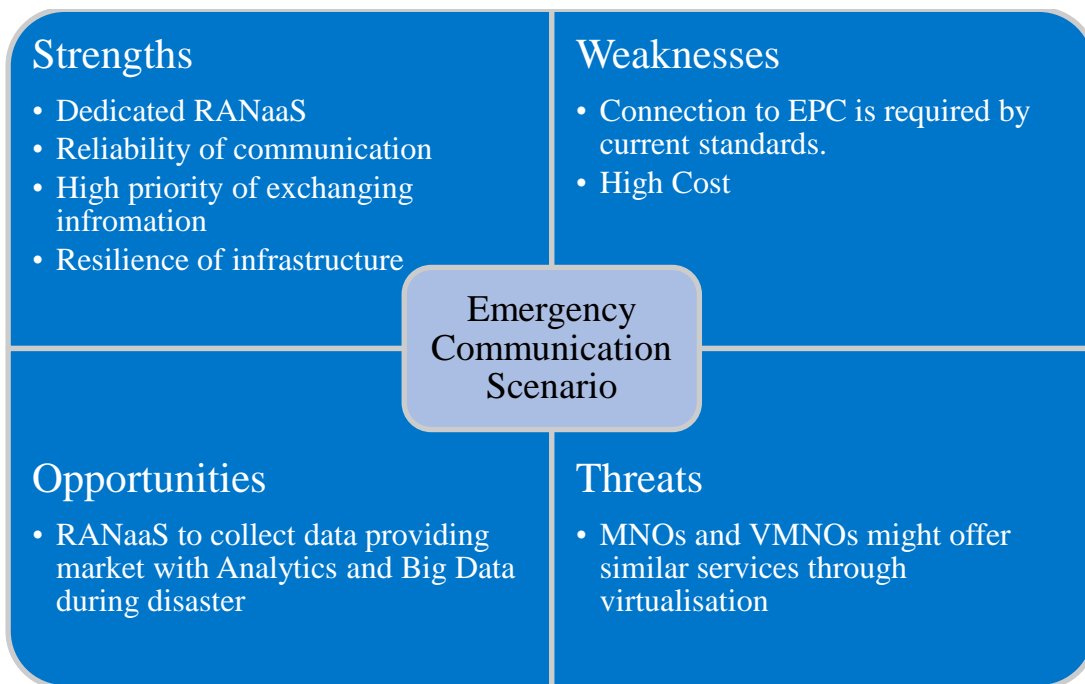 Strengths
• Dedicated RANaaS
• Reliability of communication
• High priority of exchanging
infromation
• Resilience of infrastructure
Weaknesses
• Connection to EPC is required by
current standards.
• High Cost
Emergency
Communication
Scenario
Opportunities
• RANaaS to collect data providing
market with Analytics and Big Data
during disaster
Threats
• MNOs and VMNOs might offer
similar services through
virtualisation